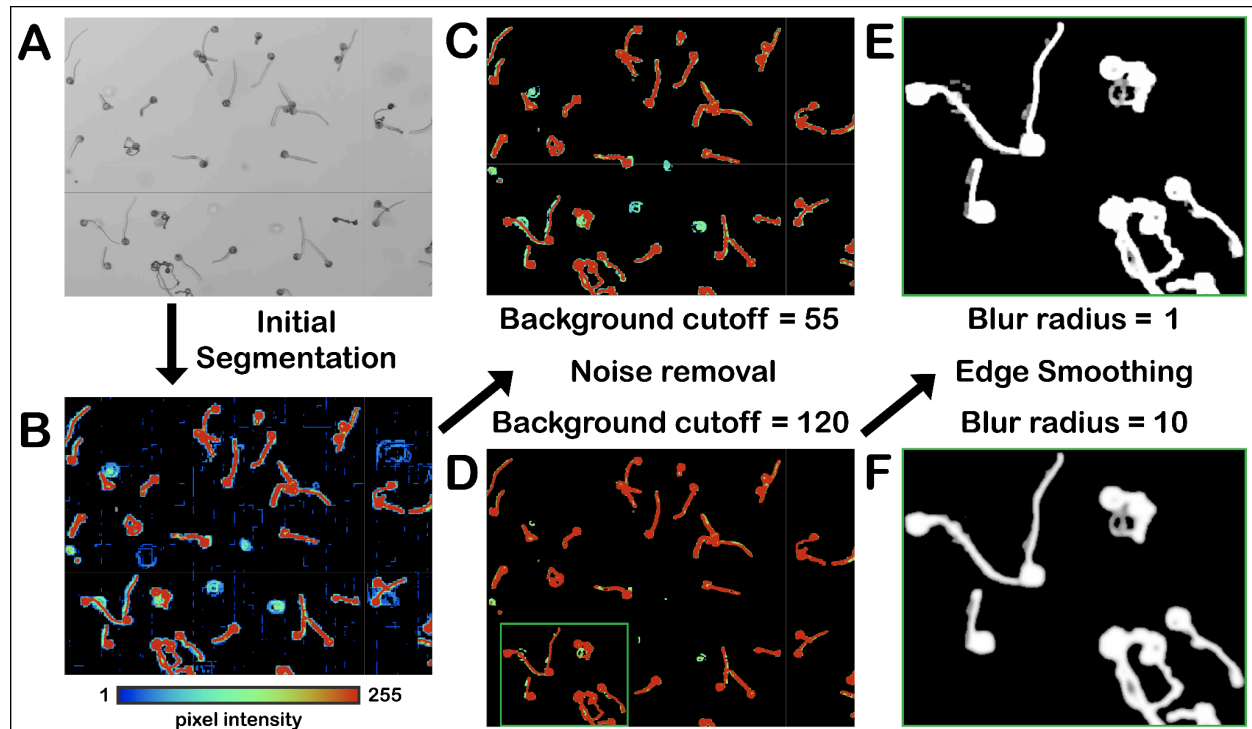 A
Initial
Segmentation
B
1
255
pixel intensity
C
Background cutoff = 55
Noise removal
Background cutoff = 120
D
E
Blur radius = 1
Edge Smoothing
Blur radius = 10
F